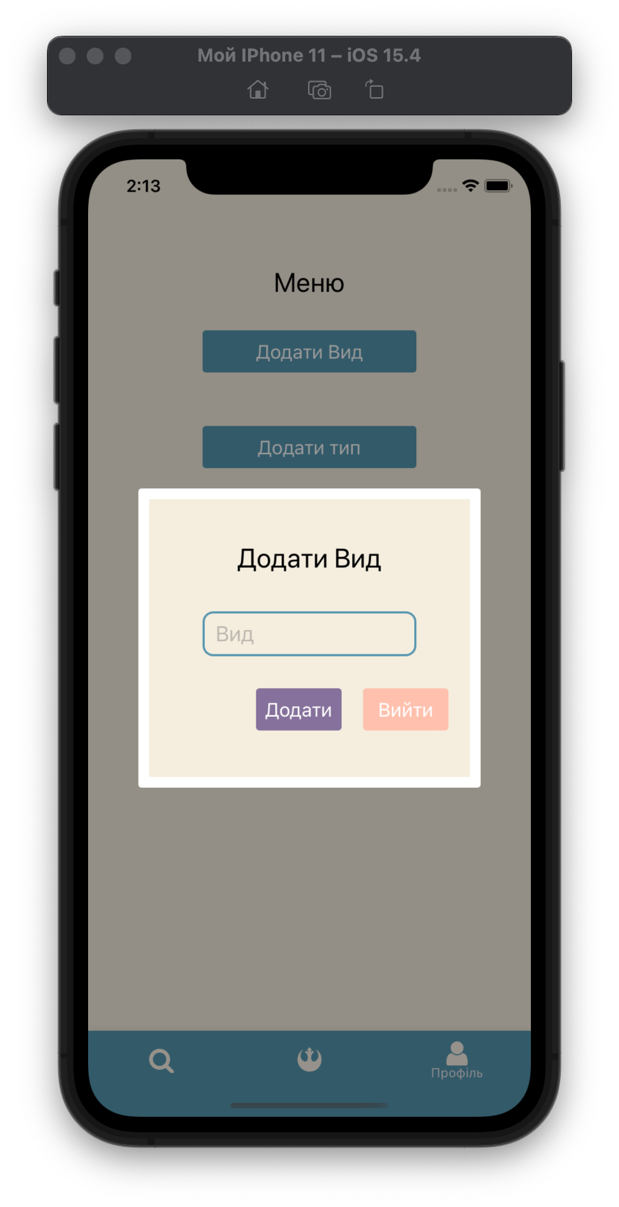 Мой IPhone 11 – iOS 15.4
2:13
Меню
Додати Вид
Додати тип
Додати Вид
Вид
Додати Вийти
Профіль